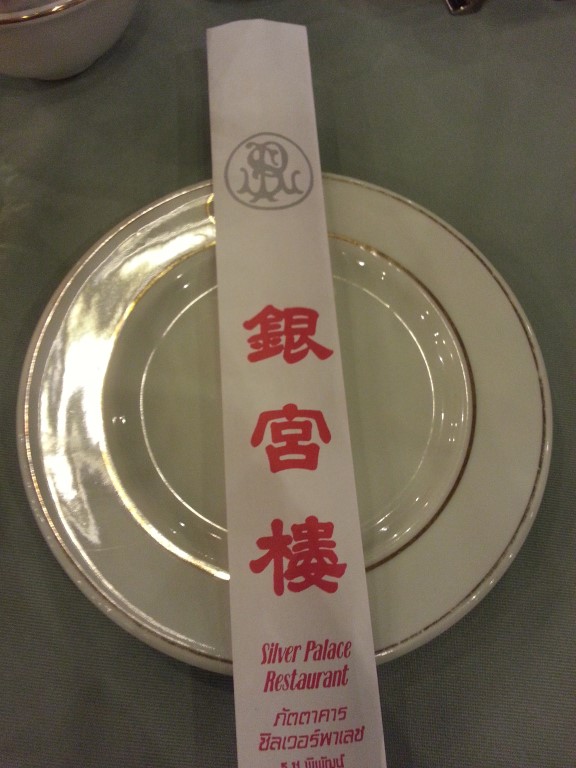 銀宮樓
Silver Palace
Restaurant
ภัตตาคาร
ซิลเวอร์พาเลซ